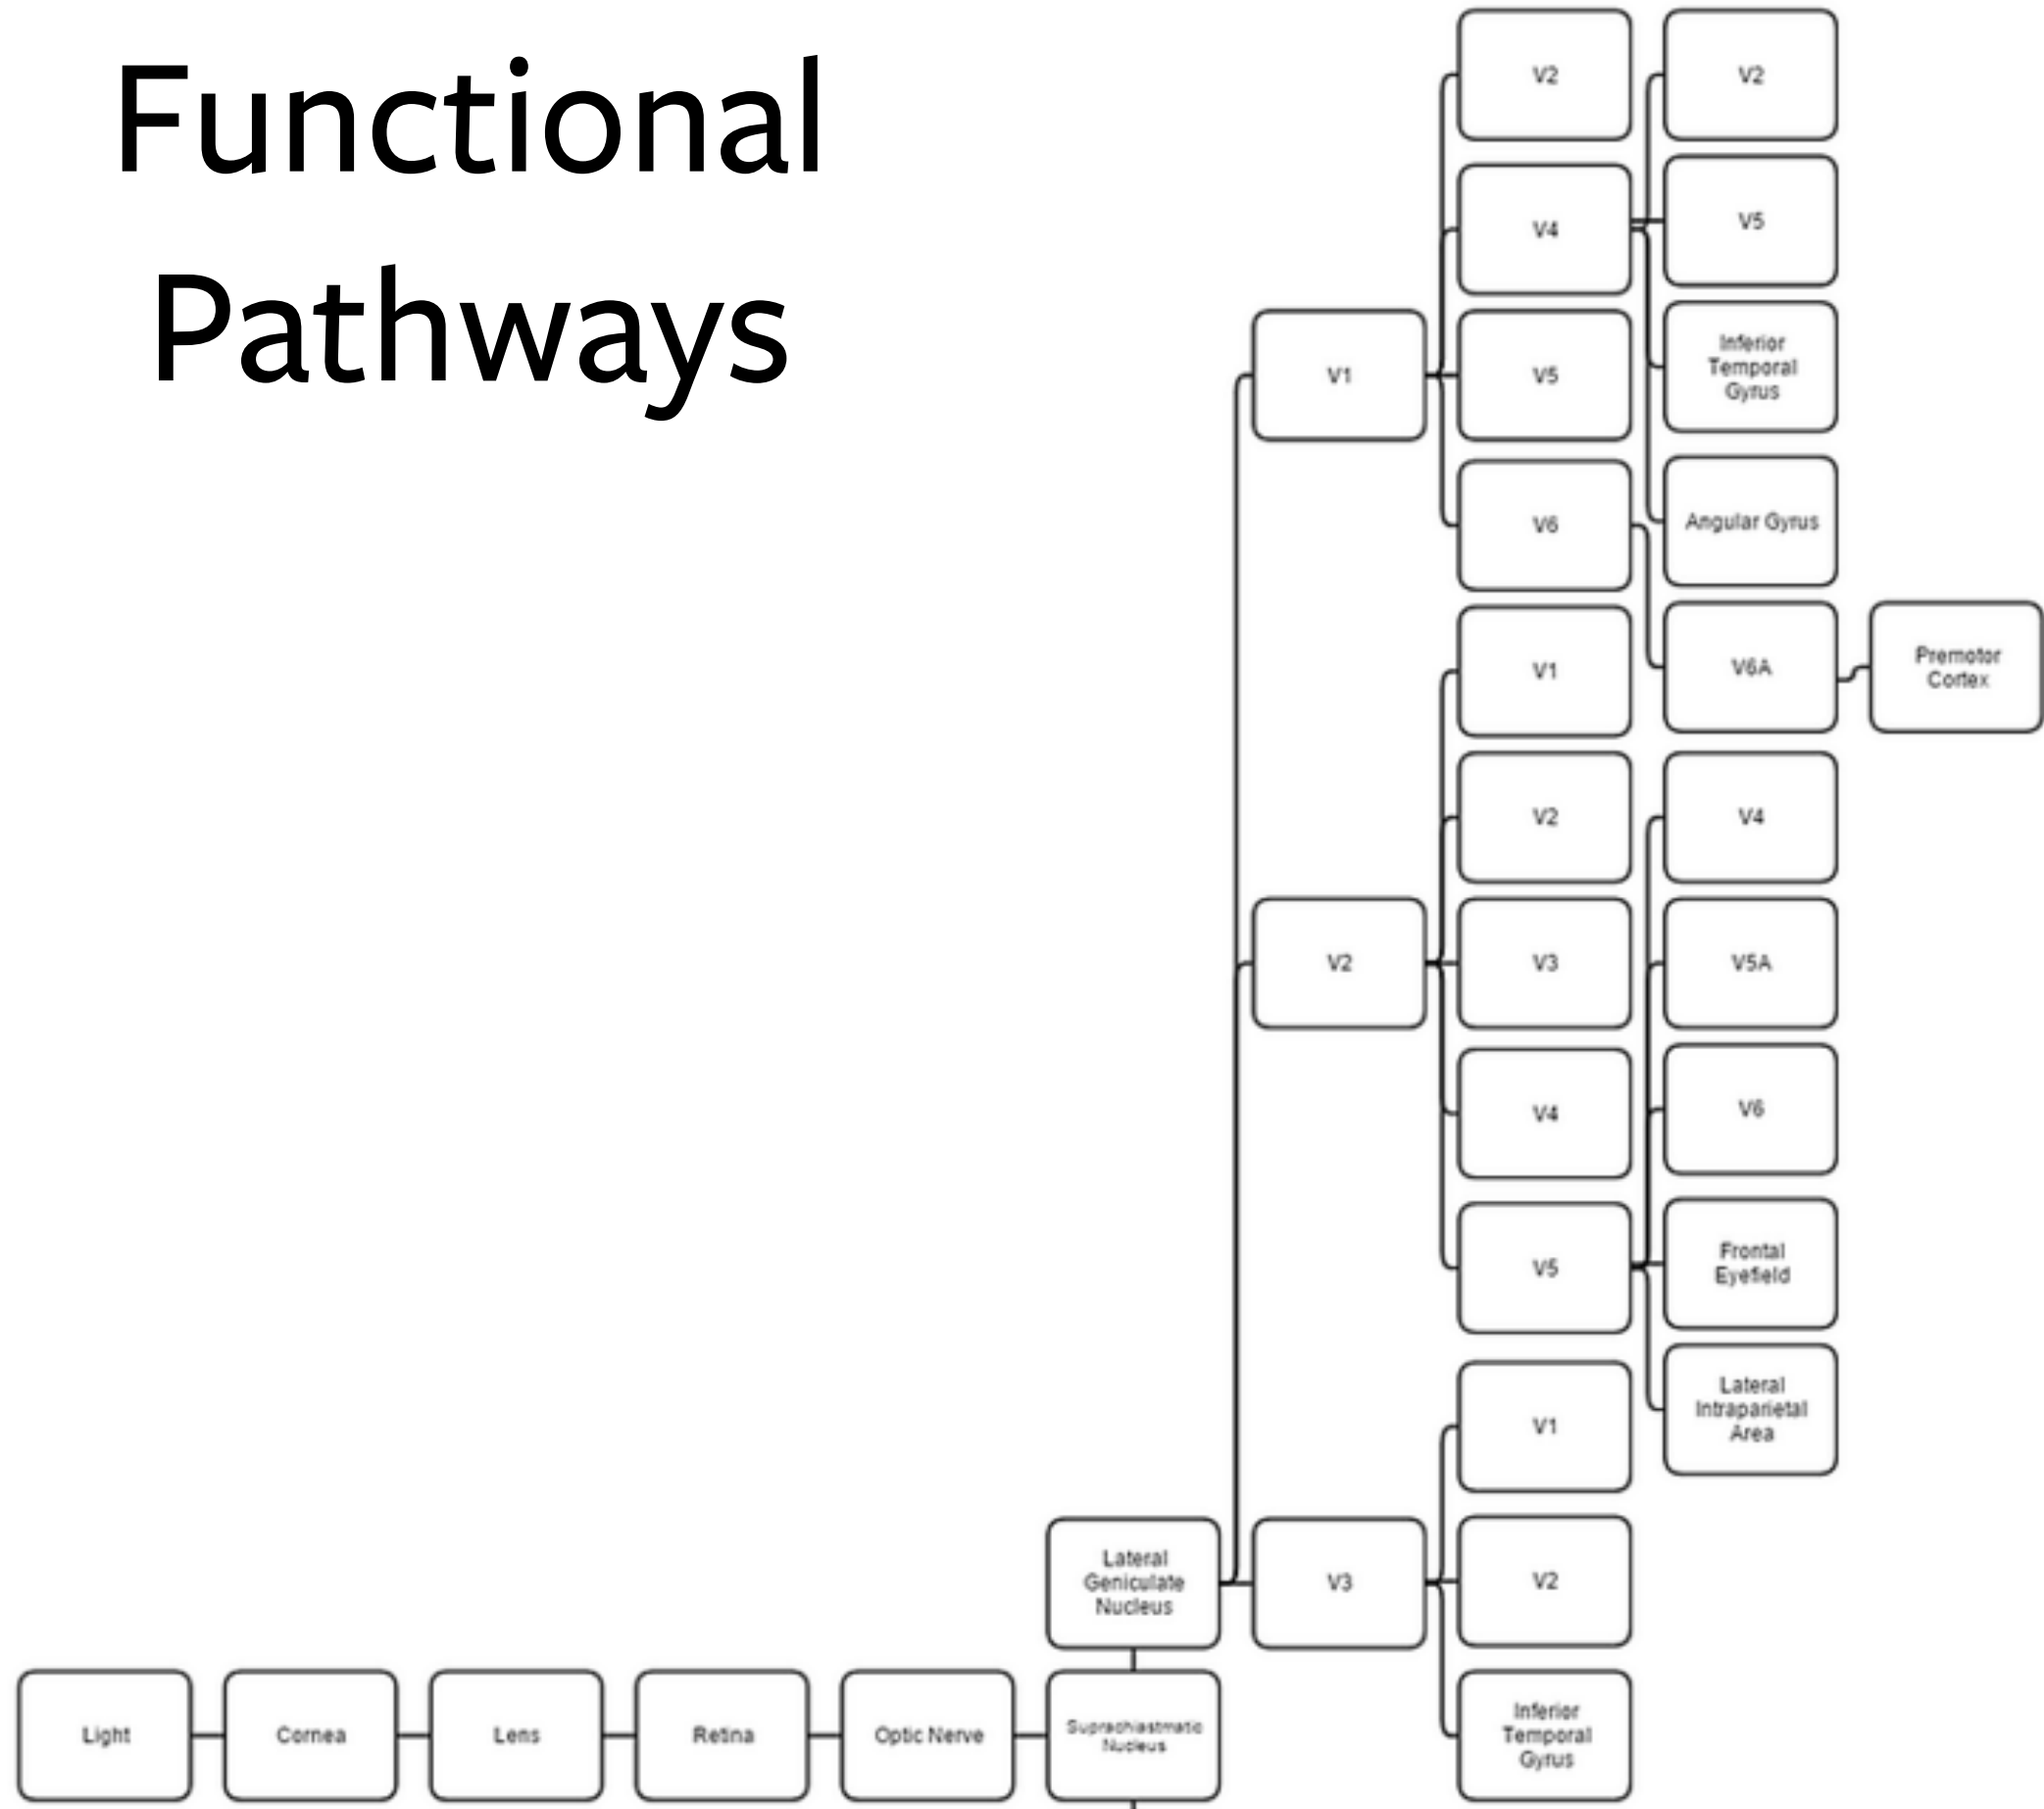 Functional
Pathways
V2
V2
V4
V5
V1
V5
Inferior
Temporal
Gyrus
V6
Angular Gyrus
V1
V6A
Premotor
Cortex
V2
V4
V2
V3
V5A
V4
V6
V5
Frontal
Eyefield
V1
Lateral
Intraparietal
Area
Lateral
Geniculate
Nucleus
V3
V2
Light
Cornea
Lens
Retina
Optic Nerve
Suprachiastmatic
Nucleus
Inferior
Temporal
Gyrus